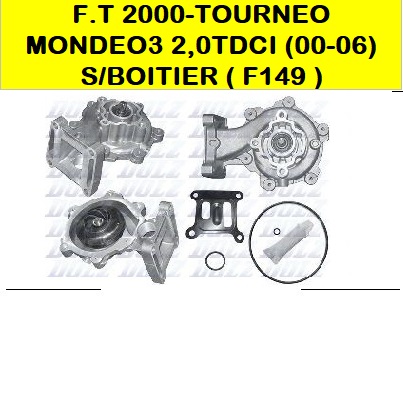 F.T 2000-TOURNEO
MONDEO3 2,0TDCI (00-06)
S/BOITIER ( F149 )